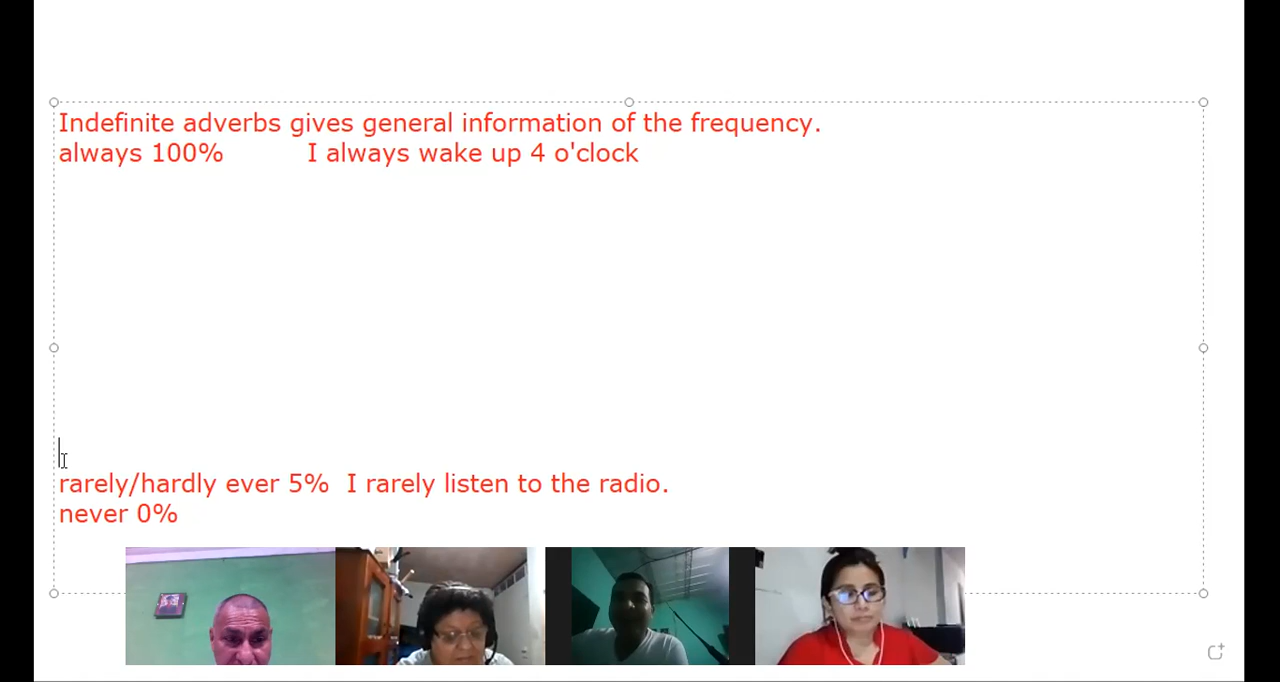 Indefinite adverbs gives general information of the frequency.
always 100% I always wake up 4 o'clock
rarely/hardly ever 5% I rarely listen to the radio.
never 0%